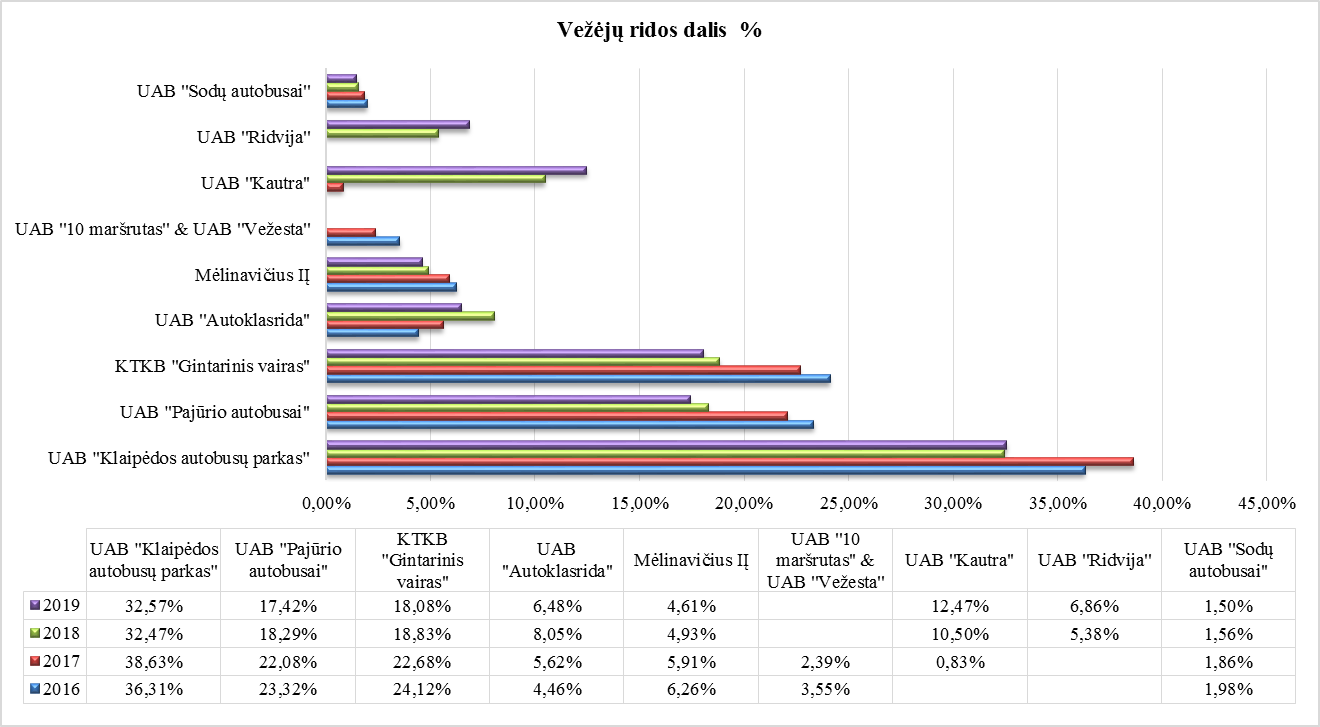 Vežėjų ridos dalis %
UAB "Sodų autobusai"
UAB "Ridvija"
UAB "Kautra"
UAB "10 maršrutas" & UAB "Vežesta"
Mėlinavičius IĮ
UAB "Autoklasrida"
KTKB "Gintarinis vairas"
UAB "Pajūrio autobusai"
UAB "Klaipėdos autobusų parkas"
0,00% 5,00% 10,00% 15,00% 20,00% 25,00% 30,00% 35,00% 40,00% 45,00%
UAB "Klaipėdos
autobusų parkas"
UAB "Pajūrio
autobusai"
KTKB
"Gintarinis
vairas"
UAB
"Autoklasrida"
Mėlinavičius IĮ
UAB "10
maršrutas" &
UAB "Vežesta"
UAB "Kautra"
UAB "Ridvija"
UAB "Sodų
autobusai"
2019 32,57% 17,42% 18,08% 6,48% 4,61% 12,47% 6,86% 1,50%
2018 32,47% 18,29% 18,83% 8,05% 4,93% 10,50% 5,38% 1,56%
2017 38,63% 22,08% 22,68% 5,62% 5,91% 2,39% 0,83% 1,86%
2016 36,31% 23,32% 24,12% 4,46% 6,26% 3,55% 1,98%